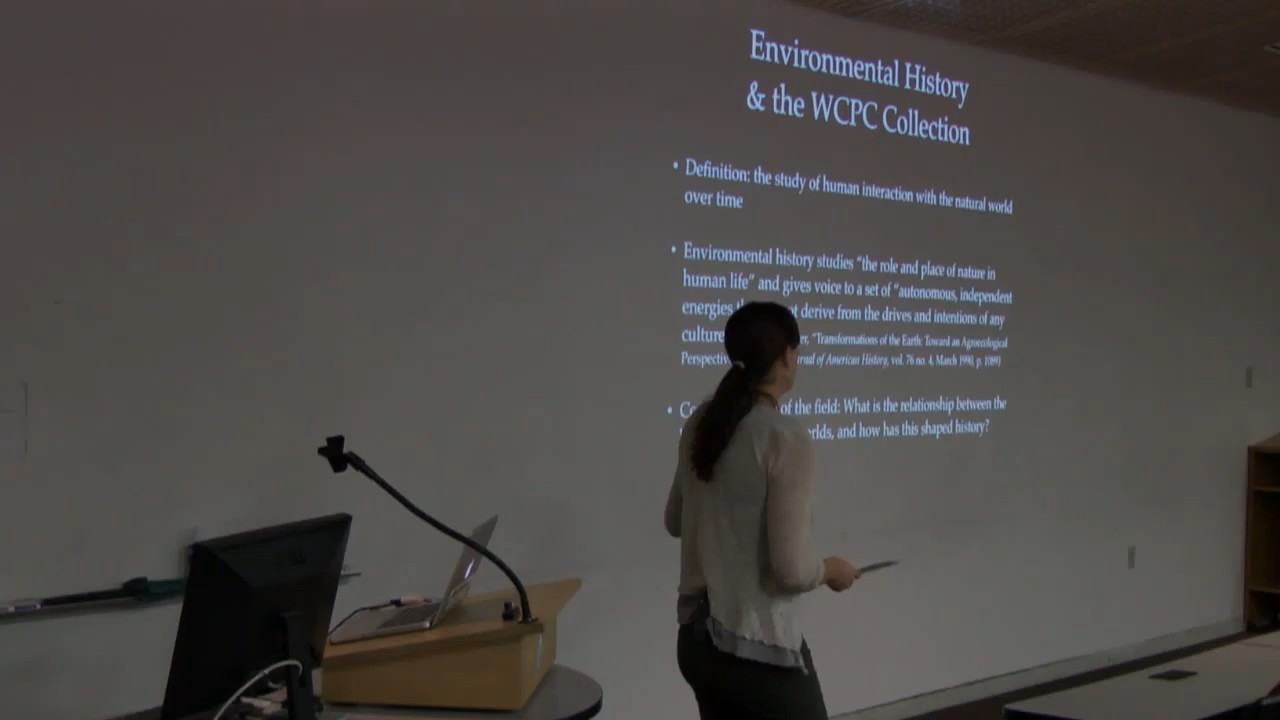 Environmental History
& the WCPC Collection
• Definition: the study of human interaction with the natural world
over time
• Environmental history studies “the role and place of nature in
human life” and gives voice to a set of “autonomous, independent
energies derive from the drives and intentions of any
culture “Transformations of the Earth: Toward an Agroecological
of American History, vol. 76 no. 4, March 1990, p. 1089)
• of the field: What is the relationship between the
and how has this shaped history?